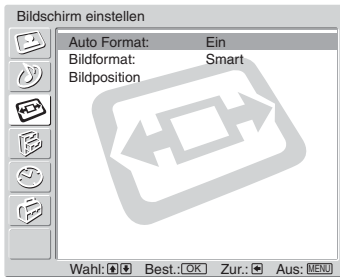 Bildschirm einstellen
Auto Format: Ein
Bildformat: Smart
Bildposition
Wahl: Best.: OK Zur.: Aus: MENU